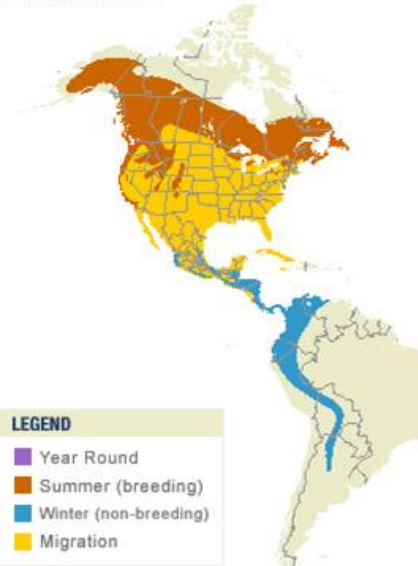 LEGEND
Year Round
Summer (breeding)
Winter (non-breeding)
Migration